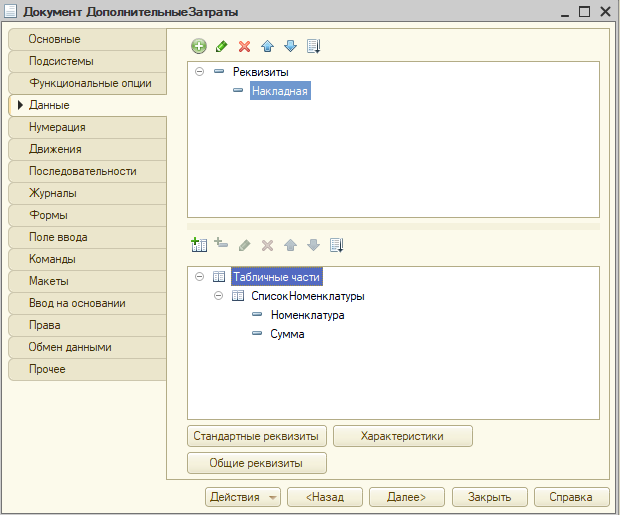 Документ ДополнительныеЗатраты
Основные
Подсистемы
Функциональные опции
Данные
Нумерация
Движения
Последовательности
Журналы
Формы
Поле ввода
Команды
Макеты
Ввод на основании
Права
Обмен данными
Прочее
Реквизиты
Накладная
Табличные части
СписокНоменклатуры
Номенклатура
Сумма
Стандартные реквизиты
Характеристики
Общие реквизиты
Действия
<Назад
Далее>
Закрыть
Справка